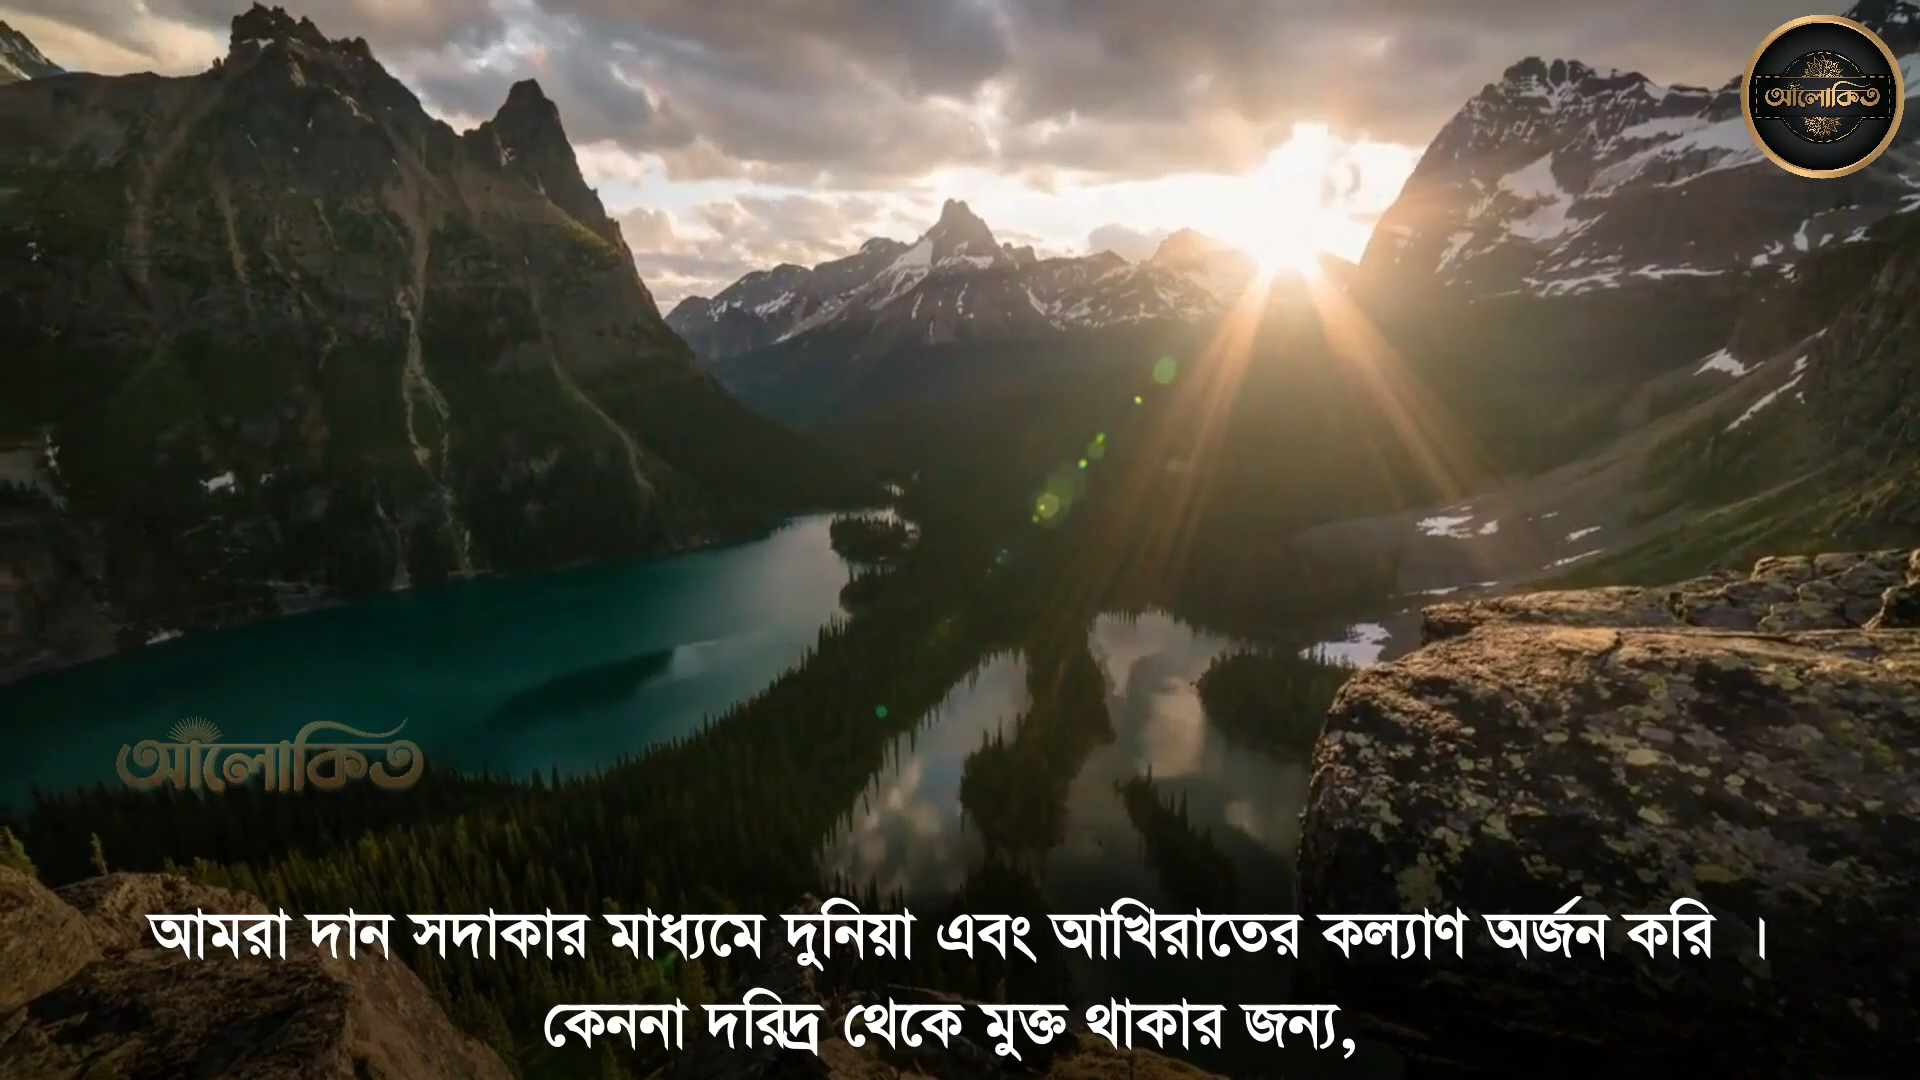 আলোকিত
আলোকিত
আমরা দান সদাকার মাধ্যমে দুনিয়া এবং আখিরাতের কল্যাণ অর্জন করি ।
কেননা দরিদ্র থেকে মুক্ত থাকার জন্য,